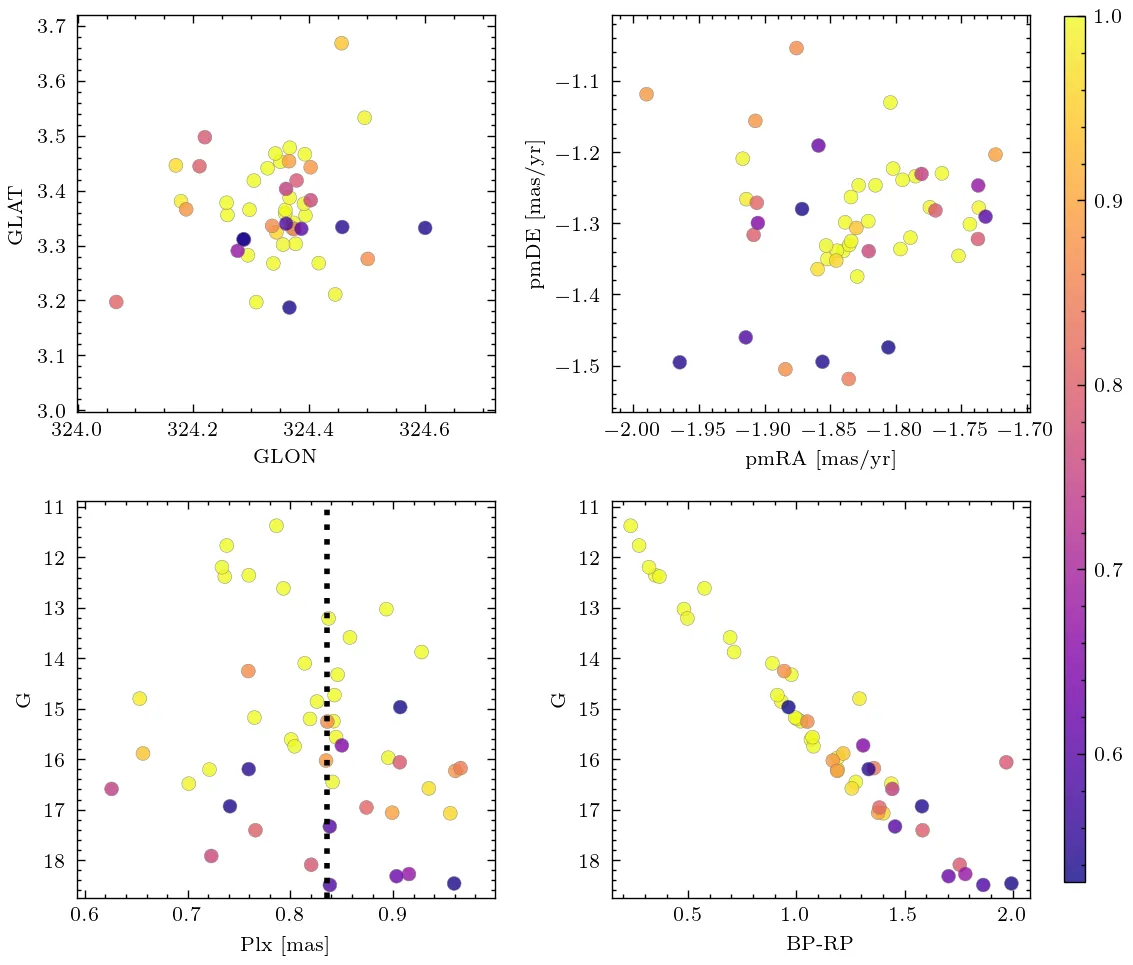 3.7
3.6
3.5
3.4
3.3
3.2
3.1
3.0
GLAT
324.0 324.2 324.4 324.6
GLON
−1.1
−1.2
−1.3
−1.4
−1.5
pmDE [mas/yr]
−2.00 −1.95 −1.90 −1.85 −1.80 −1.75 −1.70
pmRA [mas/yr]
1.0
0.9
0.8
0.7
0.6
11
12
13
14
15
16
17
18
G
0.6 0.7 0.8 0.9
Plx [mas]
11
12
13
14
15
16
17
18
G
0.5 1.0 1.5 2.0
BP-RP